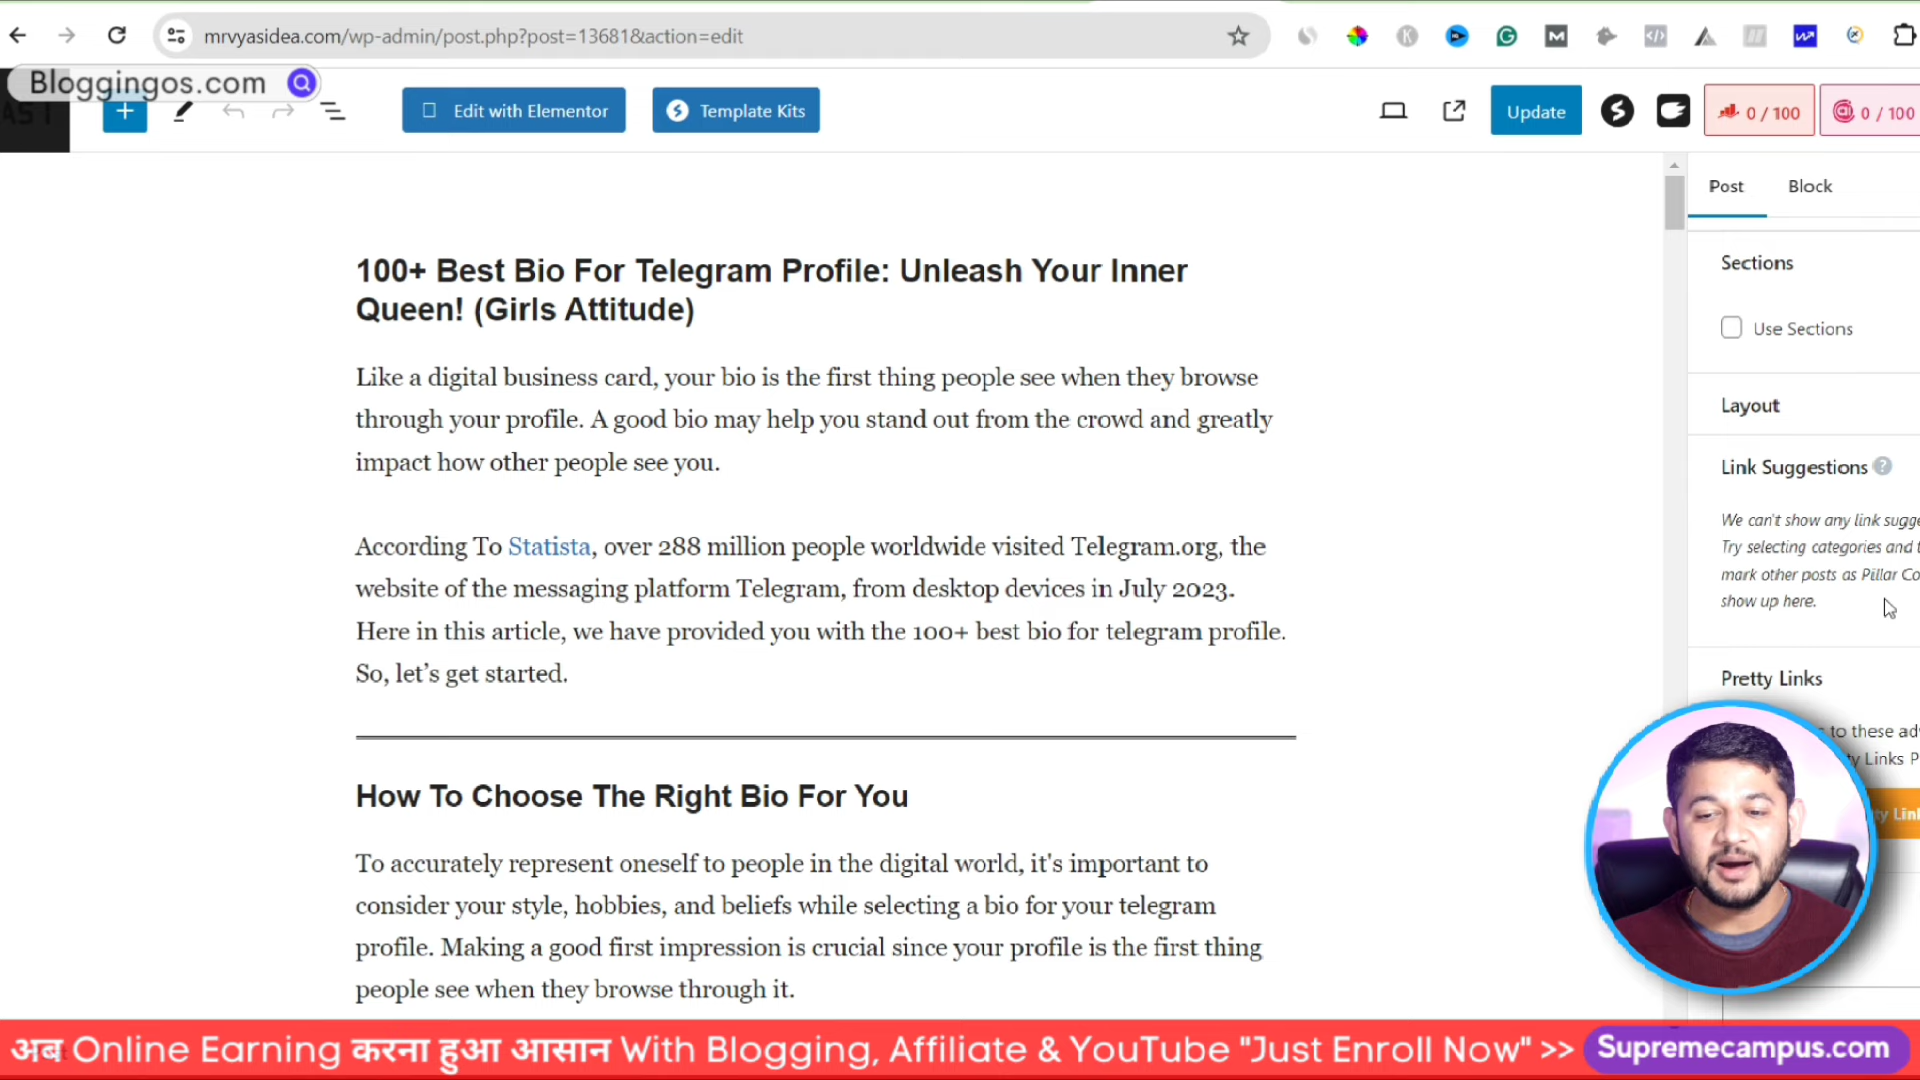 mrvyasidea.com/wp-admin/post.php?post=13681&action=edit
Bloggingos.com
Edit with Elementor
Template Kits
Update
0 / 100
0 / 100
Post
Block
100+ Best Bio For Telegram Profile: Unleash Your Inner
Queen! (Girls Attitude)
Like a digital business card, your bio is the first thing people see when they browse
through your profile. A good bio may help you stand out from the crowd and greatly
impact how other people see you.
According To Statista, over 288 million people worldwide visited Telegram.org, the
website of the messaging platform Telegram, from desktop devices in July 2023.
Here in this article, we have provided you with the 100+ best bio for telegram profile.
So, let's get started.
How To Choose The Right Bio For You
To accurately represent oneself to people in the digital world, it's important to
consider your style, hobbies, and beliefs while selecting a bio for your telegram
profile. Making a good first impression is crucial since your profile is the first thing
people see when they browse through it.
Sections
Use Sections
Layout
Link Suggestions
We can't show any link sugge
Try selecting categories and t
mark other posts as Pillar Co
show up here.
Pretty Links
to these ad
ty Links P
ty Lin
अब Online Earning करना हुआ आसान With Blogging, Affiliate & YouTube "Just Enroll Now" >> Supremecampus.com